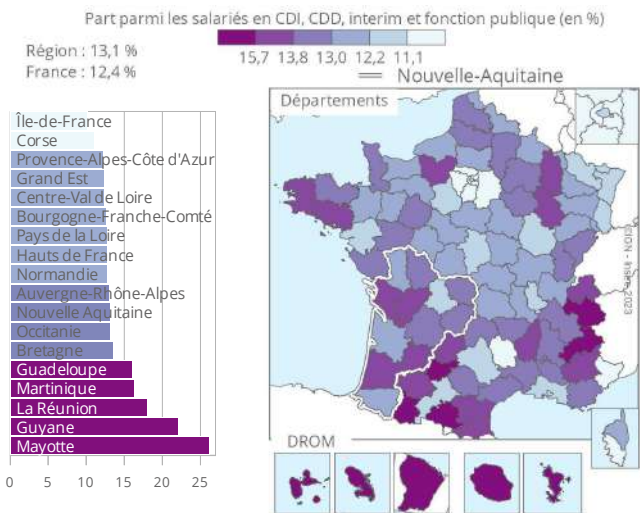 Part parmi les salariés en CDI, CDD, interim et fonction publique (en %)
Région : 13,1 %
France : 12,4 %
15,7 13,8 13,0 12,2 11,1
Nouvelle-Aquitaine
Départements
Île-de-France
Corse
Provence-Alpes-Côte d'Azur
Grand Est
Centre-Val de Loire
Bourgogne-Franche-Comté
Pays de la Loire
Hauts de France
Normandie
Auvergne-Rhône-Alpes
Nouvelle Aquitaine
Occitanie
Bretagne
Guadeloupe
Martinique
La Réunion
Guyane
Mayotte
0 5 10 15 20 25
IGN - Insee 2023
DROM